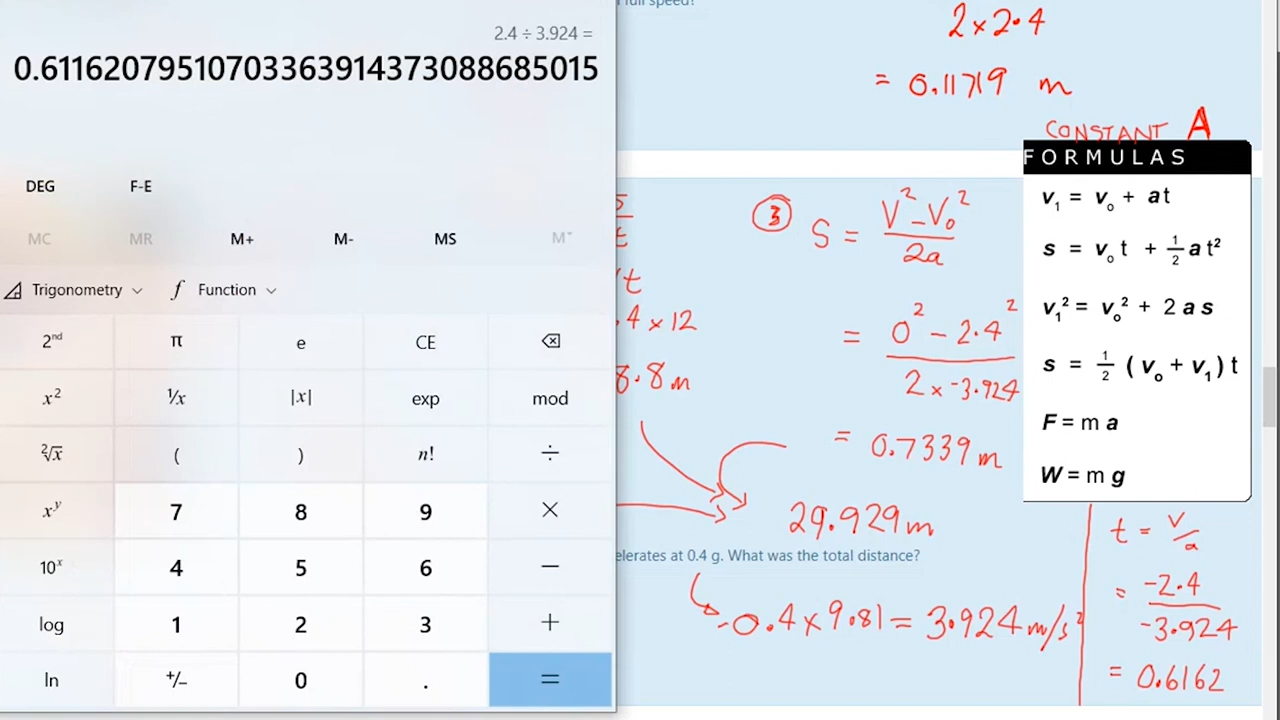 2.4 ÷ 3.924 =
0.61162079510703363914373088685015
DEG F-E
MC MR M+ M- MS M˅
Trigonometry f Function
2ⁿᵈ π e CE
x² ¹/x |x| exp mod
²√x ( ) n! ÷
xʸ 7 8 9 ×
10ˣ 4 5 6 −
log 1 2 3 +
ln +/− 0 . =
full speed?
2×2.4
= 0.11719 m
CONSTANT A
t
4 × 12
8.8m
③ S = V² − V₀² / 2a
= 0² − 2.4² / 2 × -3.924
= 0.7339 m
29.929 m
elerates at 0.4 g. What was the total distance?
-0.4 × 9.81 = 3.924 m/s²
FORMULAS
v₁ = v₀ + at
s = v₀t + ½at²
v₁² = v₀² + 2as
s = ½(v₀ + v₁)t
F = ma
W = mg
t = V/a
= -2.4 / -3.924
= 0.6162